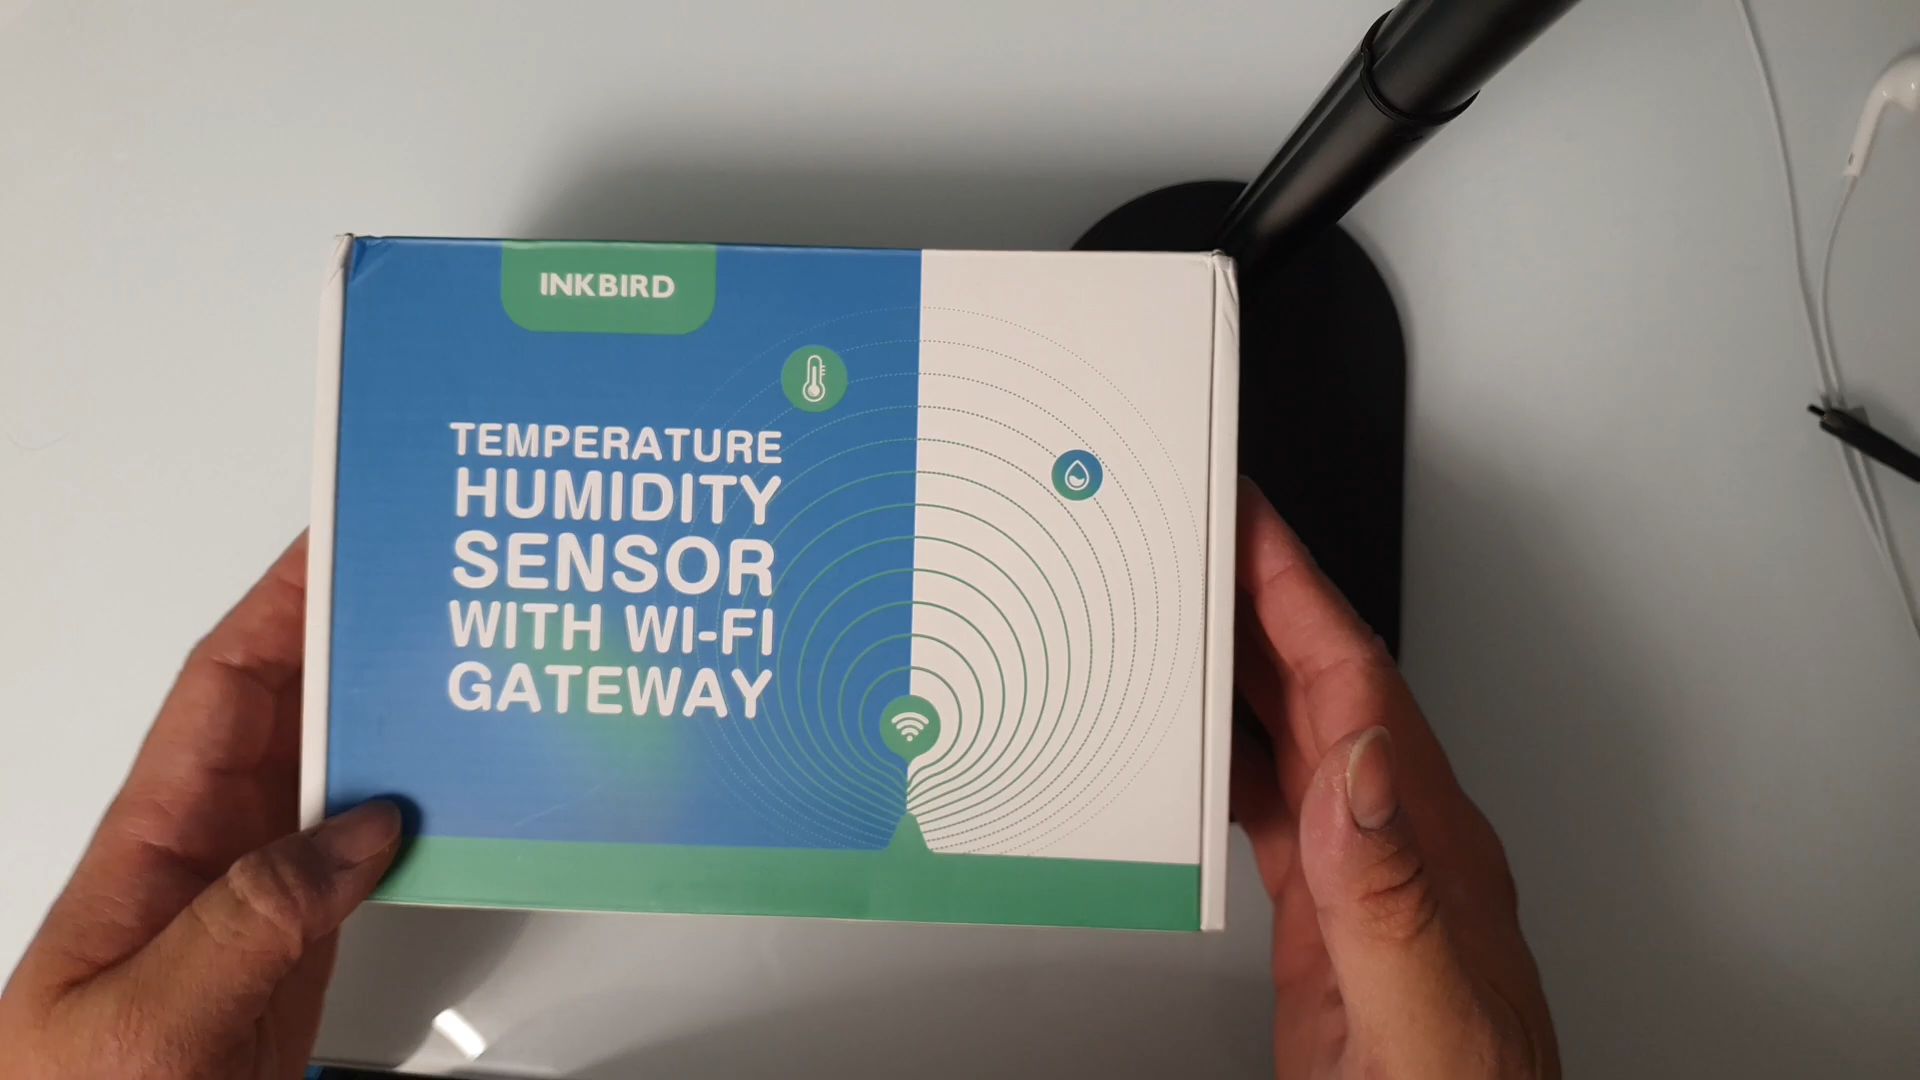 INKBIRD
TEMPERATURE
HUMIDITY
SENSOR
WITH WI-FI
GATEWAY